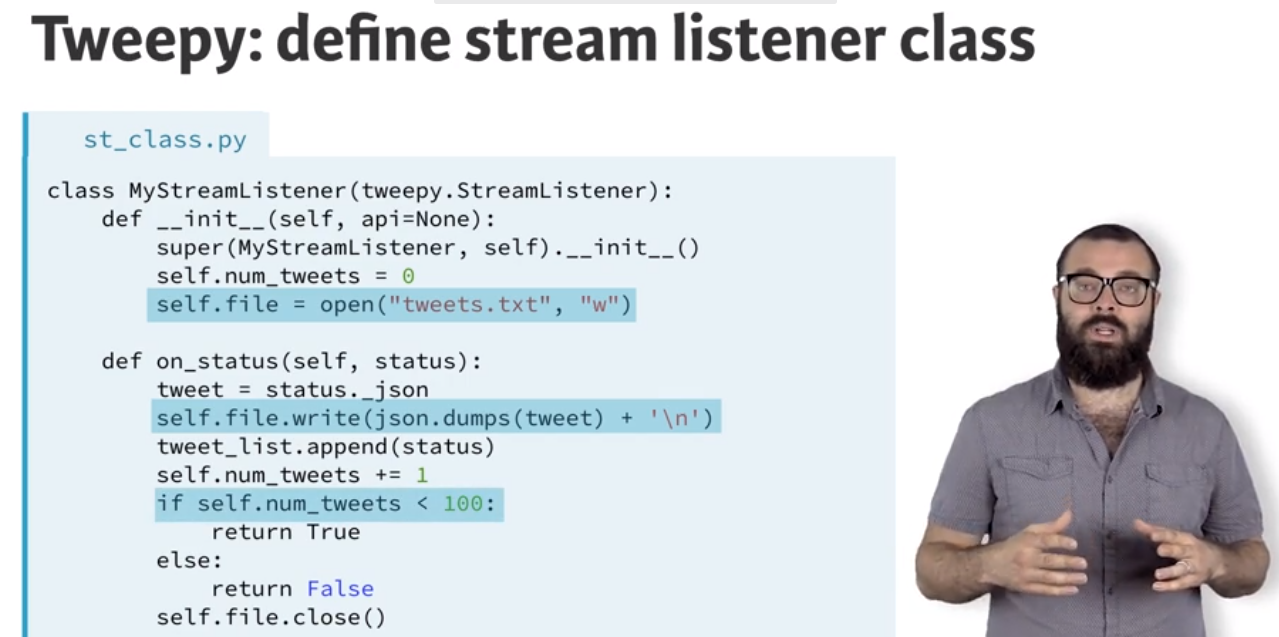 Tweepy: define stream listener class
st_class.py
class MyStreamListener(tweepy.StreamListener):
    def __init__(self, api=None):
        super(MyStreamListener, self).__init__()
        self.num_tweets = 0
        self.file = open("tweets.txt", "w")
    def on_status(self, status):
        tweet = status._json
        self.file.write(json.dumps(tweet) + '\n')
        tweet_list.append(status)
        self.num_tweets += 1
        if self.num_tweets < 100:
            return True
        else:
            return False
        self.file.close()